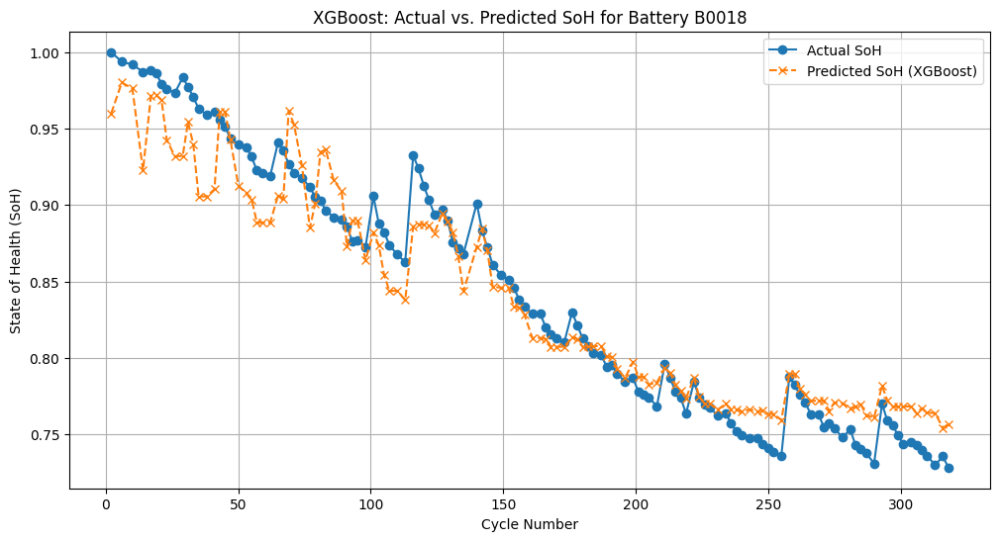 XGBoost: Actual vs. Predicted SoH for Battery B0018
Actual SoH
Predicted SoH (XGBoost)
State of Health (SoH)
1.00
0.95
0.90
0.85
0.80
0.75
0
50
100
150
200
250
300
Cycle Number